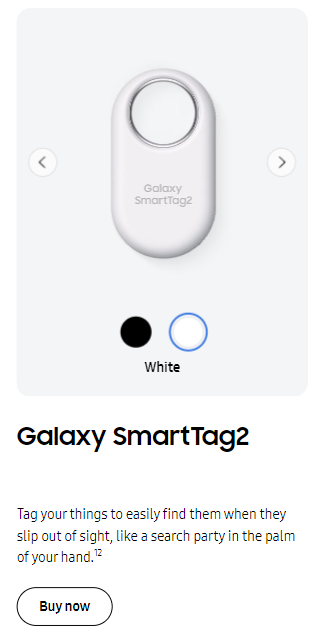 Galaxy
SmartTag2
White
Galaxy SmartTag2
Tag your things to easily find them when they
slip out of sight, like a search party in the palm
of your hand.12
Buy now